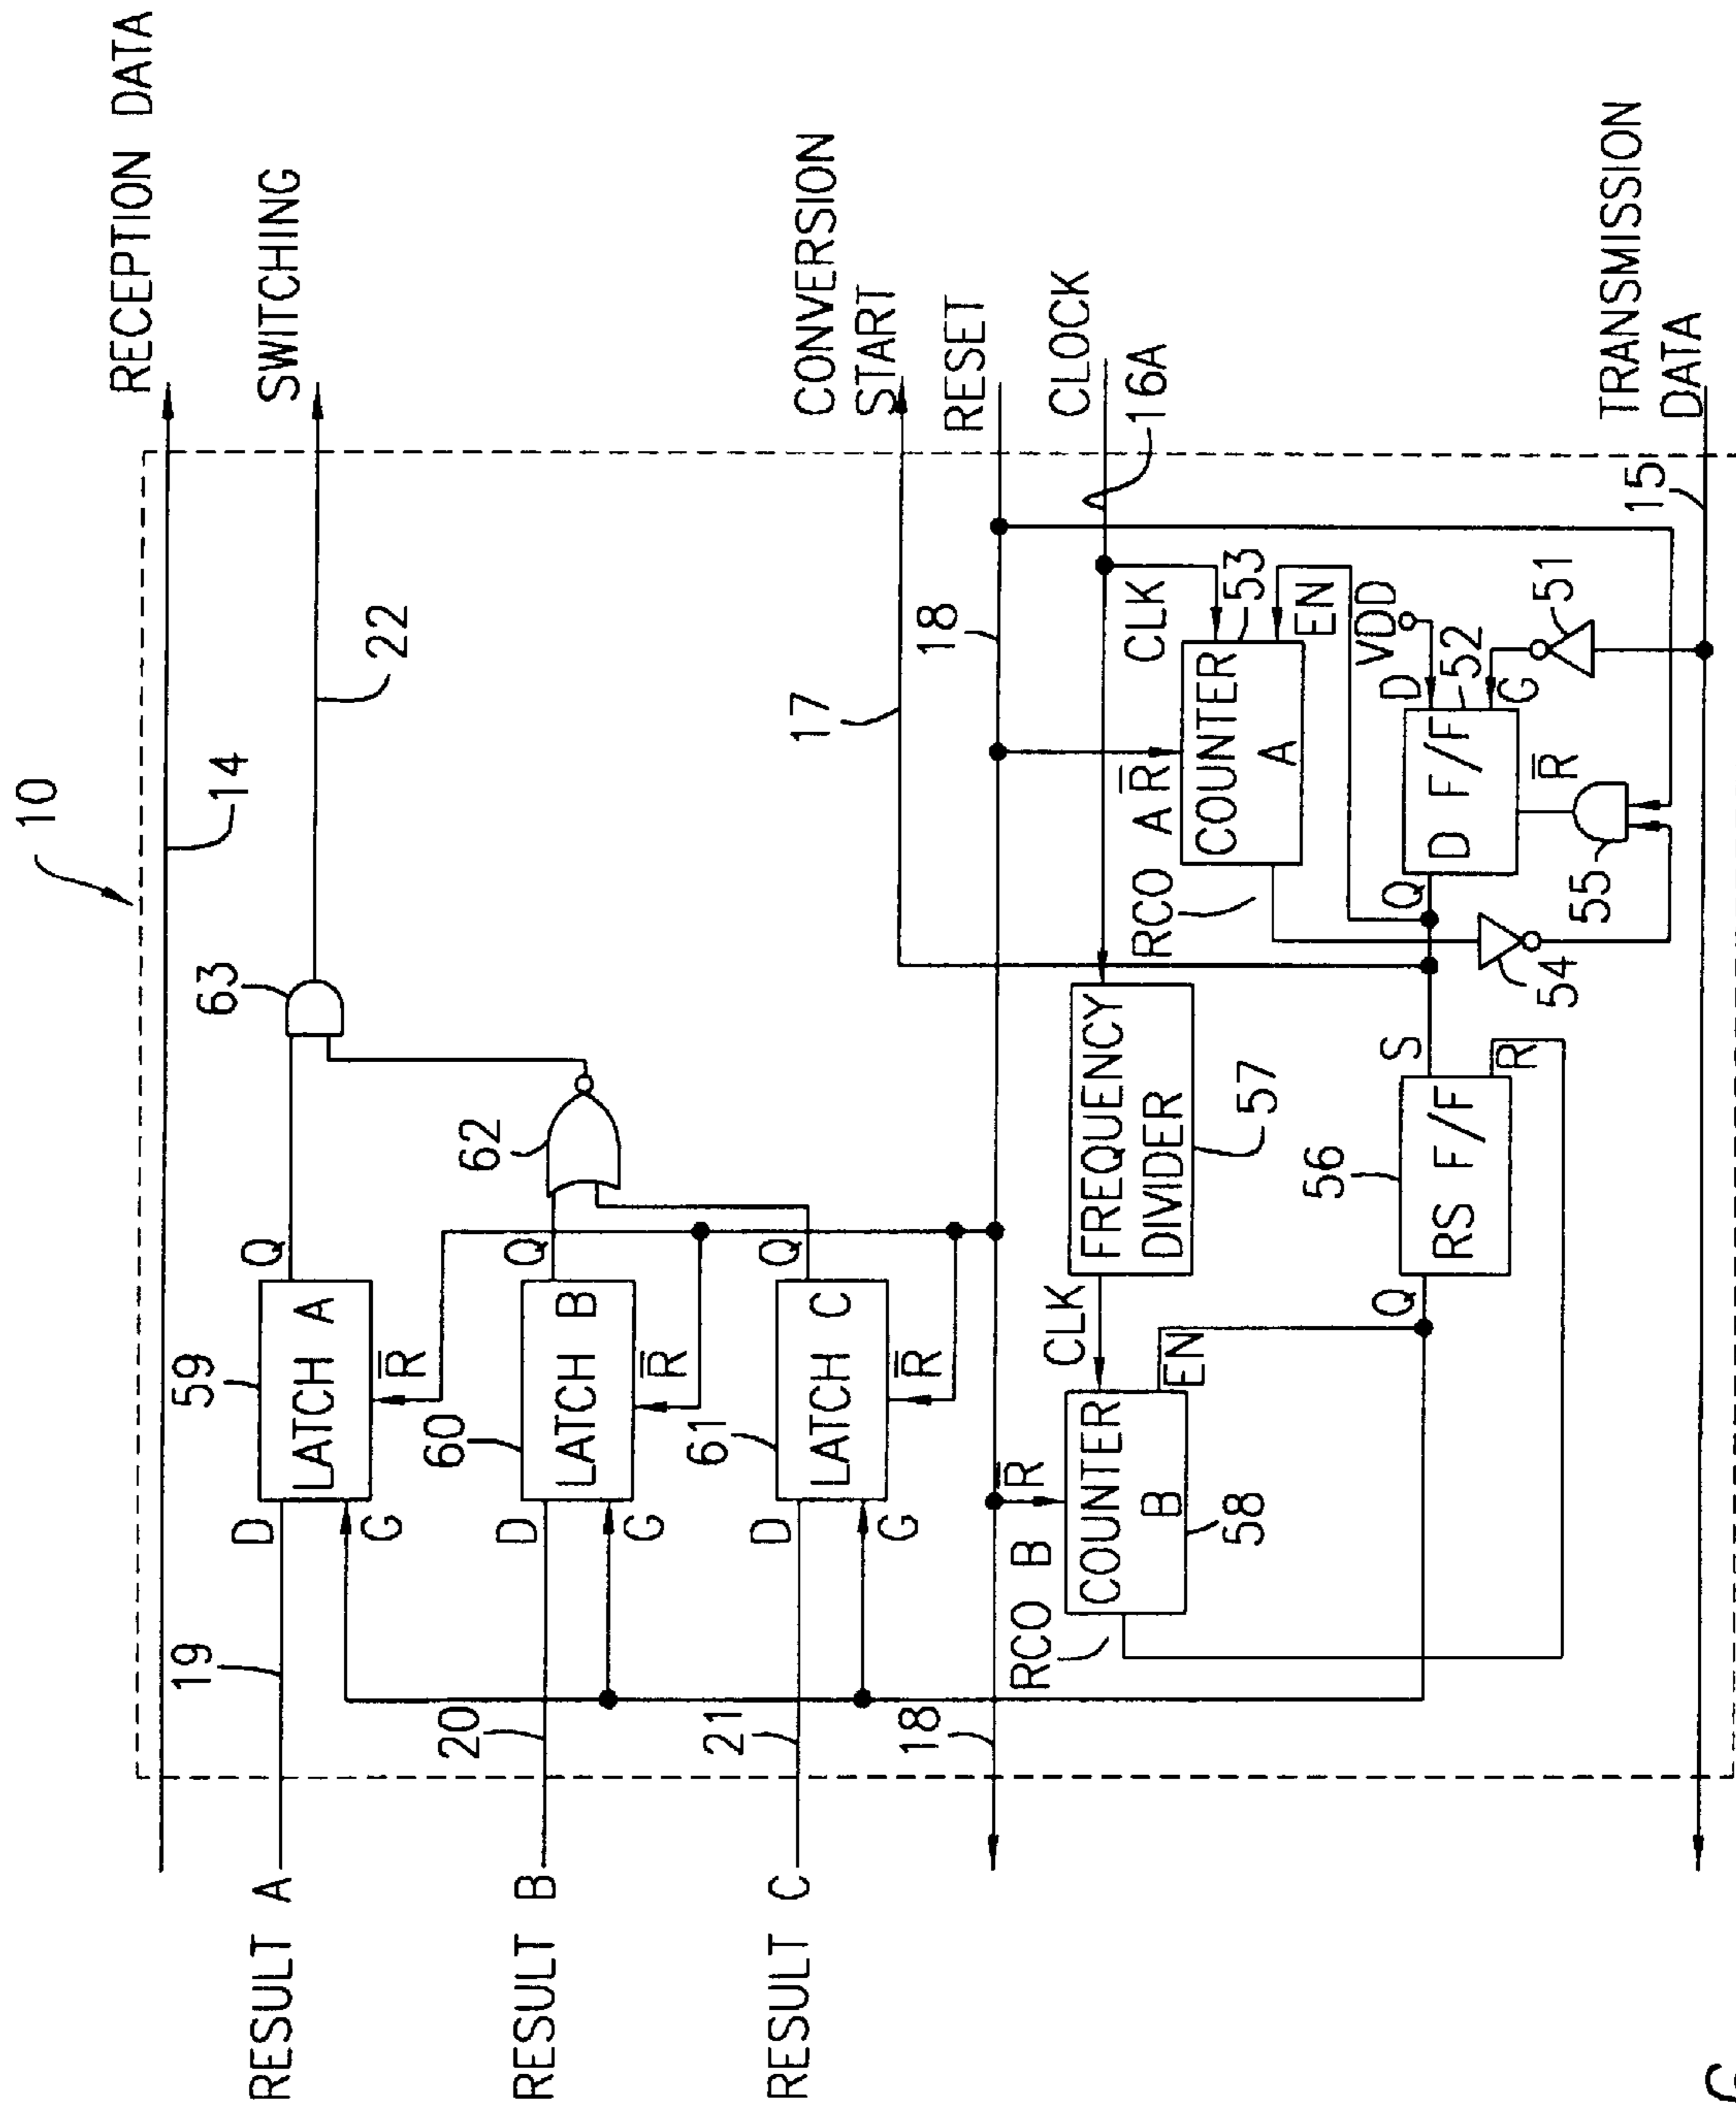 10
RECEPTION DATA
14
SWITCHING
22
63
RESULT A
19
D
G
59
LATCH A
Q
R
RESULT B
20
D
G
60
LATCH B
Q
R
62
RESULT C
21
D
G
61
LATCH C
Q
R
CONVERSION
START
17
RESET
18
18
CLOCK
16A
RCO B
R
COUNTER
B
58
CLK
EN
FREQUENCY
DIVIDER
57
RCO A
R
COUNTER
A
53
CLK
EN
VDD
Q
RS F/F
56
S
R
Q
D F/F
52
D
G
R
54
55
51
15
TRANSMISSION
DATA